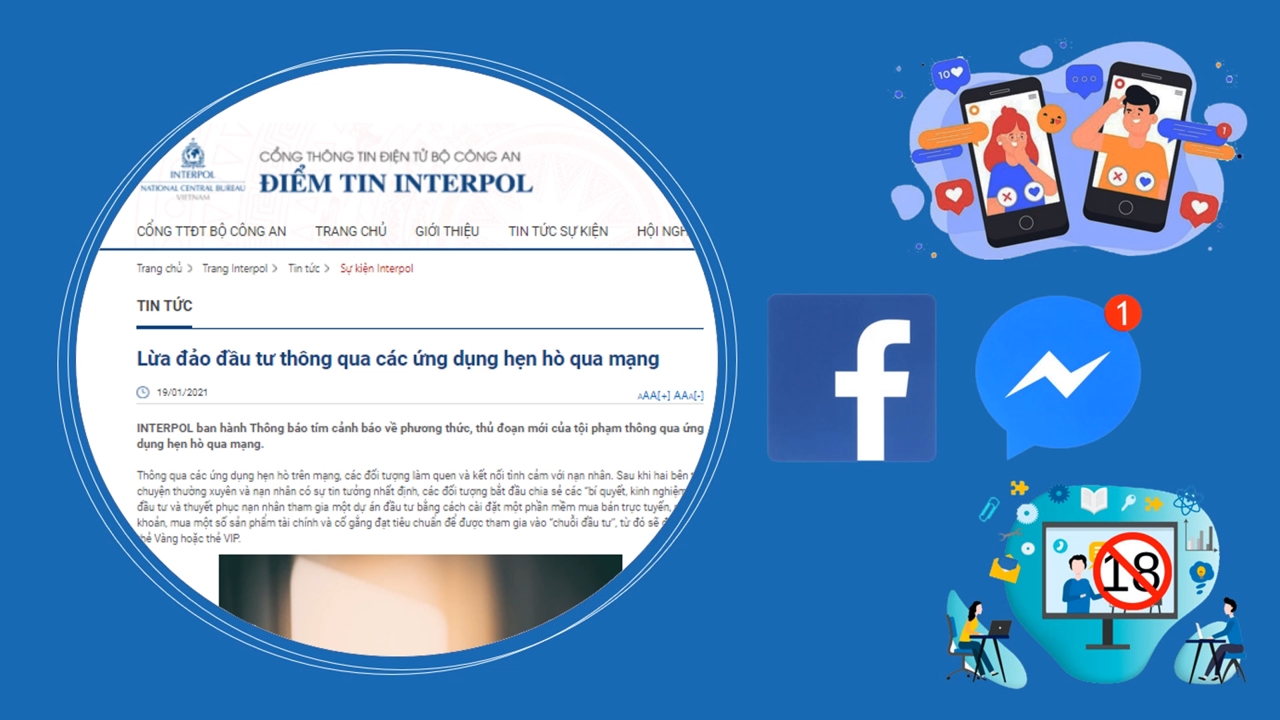 INTERPOL
NATIONAL CENTRAL BUREAU
VIETNAM
CỔNG THÔNG TIN ĐIỆN TỬ BỘ CÔNG AN
ĐIỂM TIN INTERPOL
CỔNG TTĐT BỘ CÔNG AN TRANG CHỦ GIỚI THIỆU TIN TỨC SỰ KIỆN HỘI NGH
Trang chủ > Trang Interpol > Tin tức > Sự kiện Interpol
TIN TỨC
Lừa đảo đầu tư thông qua các ứng dụng hẹn hò qua mạng
19/01/2021 AAA[+] AAA[-]
INTERPOL ban hành Thông báo tím cảnh báo về phương thức, thủ đoạn mới của tội phạm thông qua ứng
dụng hẹn hò qua mạng.
Thông qua các ứng dụng hẹn hò trên mạng, các đối tượng làm quen và kết nối tình cảm với nạn nhân. Sau khi hai bên
chuyện thường xuyên và nạn nhân có sự tin tưởng nhất định, các đối tượng bắt đầu chia sẻ các "bí quyết, kinh nghiệm
đầu tư và thuyết phục nạn nhân tham gia một dự án đầu tư bằng cách cài đặt một phần mềm mua bán trực tuyến,
khoản, mua một số sản phẩm tài chính và cố gắng đạt tiêu chuẩn để được tham gia vào "chuỗi đầu tư", từ đó sẽ
thẻ Vàng hoặc thẻ VIP.
10
1
f
1
18